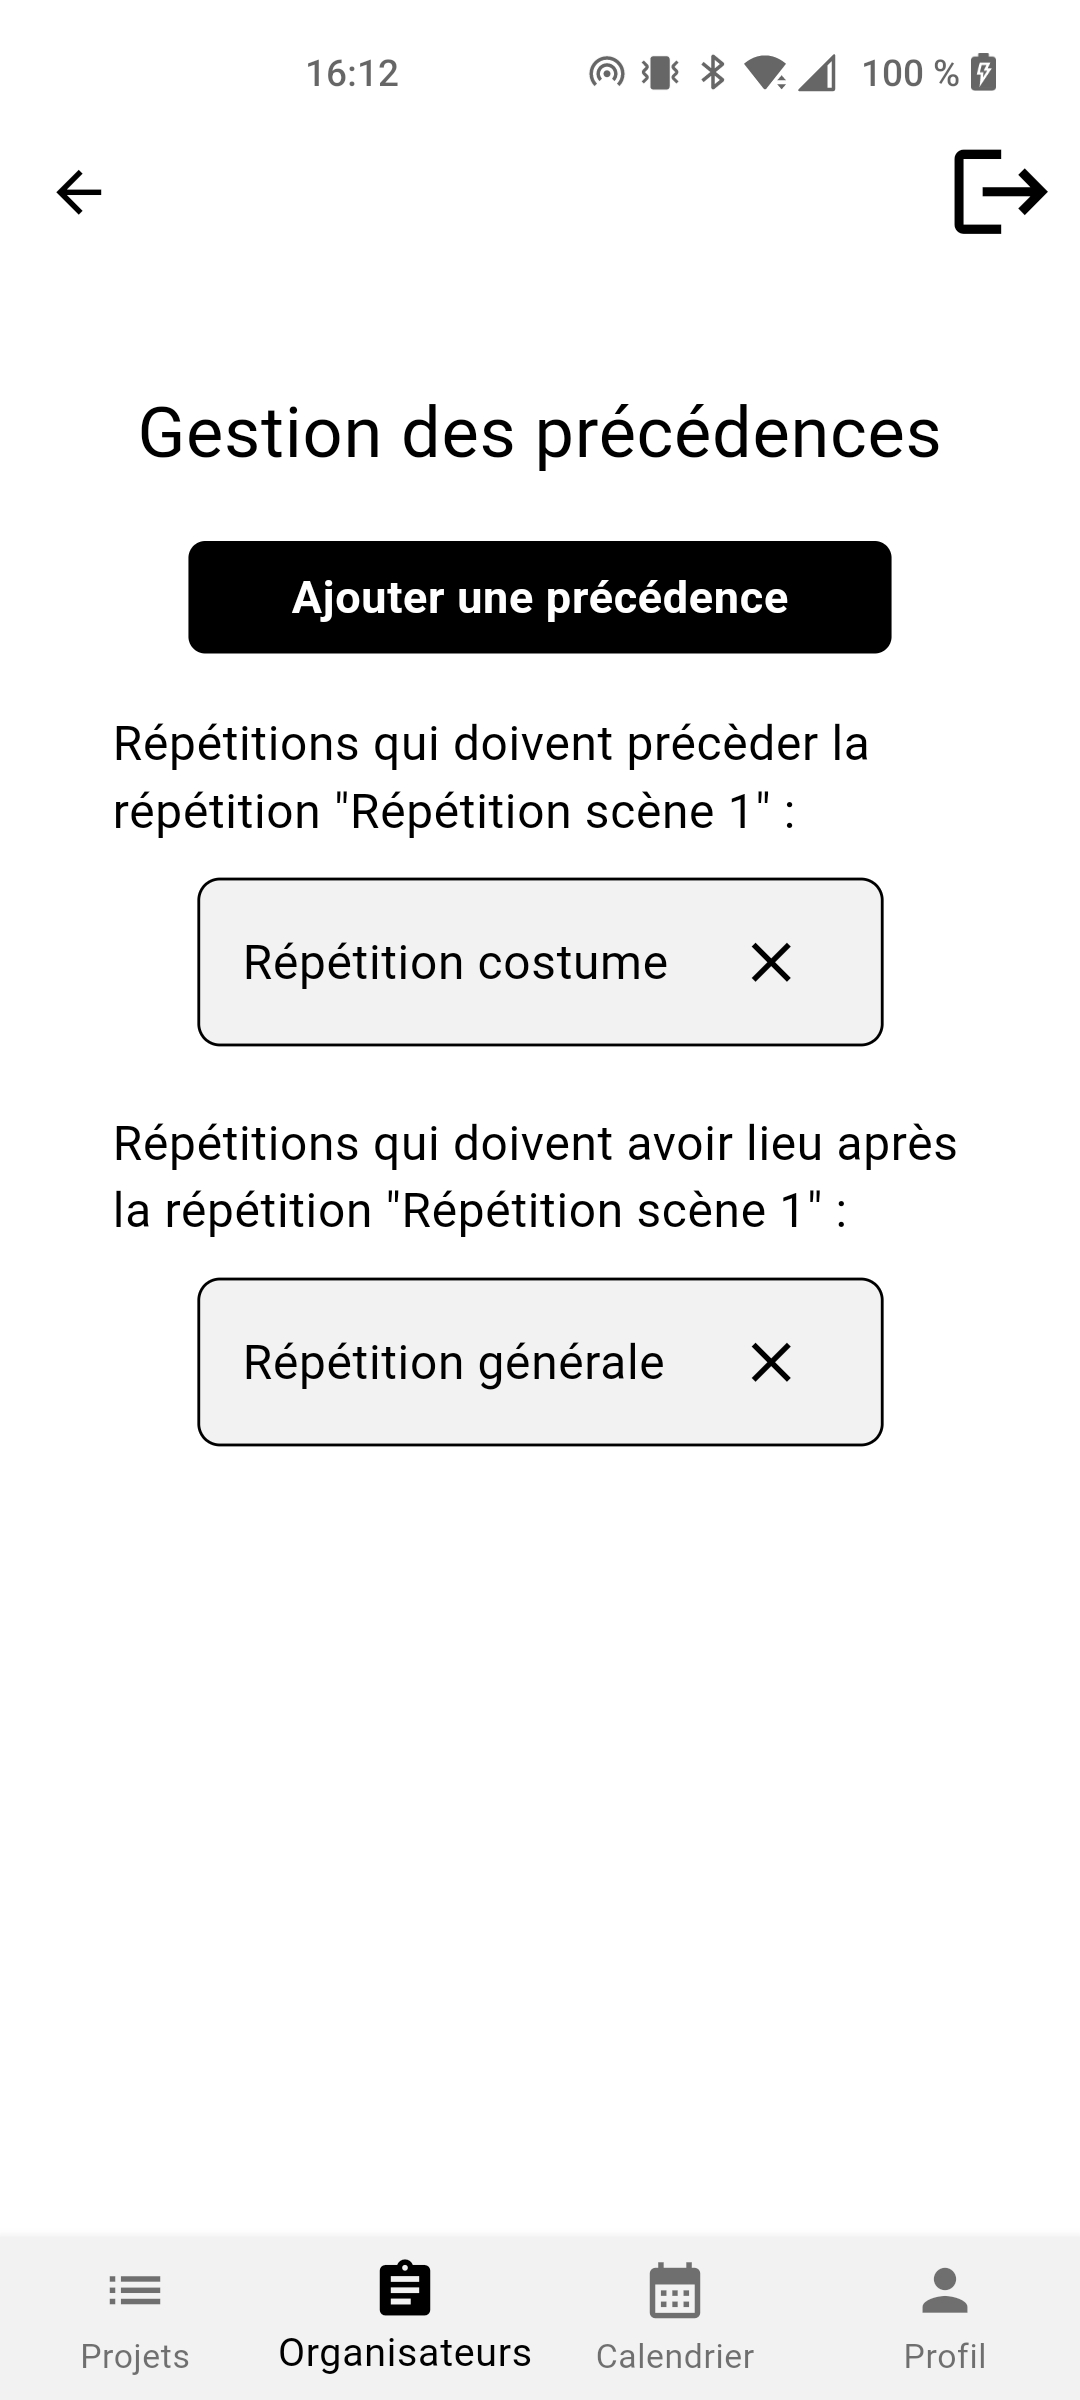 16:12 100 %
Gestion des précédences
Ajouter une précédence
Répétitions qui doivent précèder la
répétition "Répétition scène 1" :
Répétition costume
Répétitions qui doivent avoir lieu après
la répétition "Répétition scène 1" :
Répétition générale
Projets Organisateurs Calendrier Profil